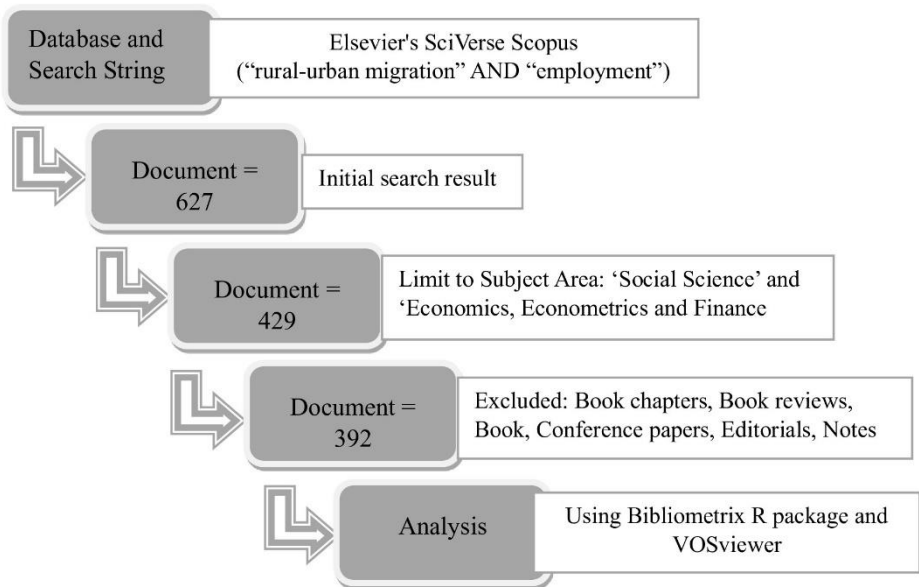 Database and
Search String
Elsevier's SciVerse Scopus
(“rural-urban migration” AND “employment”)
Document =
627
Initial search result
Document =
429
Limit to Subject Area: ‘Social Science’ and
‘Economics, Econometrics and Finance
Document =
392
Excluded: Book chapters, Book reviews,
Book, Conference papers, Editorials, Notes
Analysis
Using Bibliometrix R package and
VOSviewer